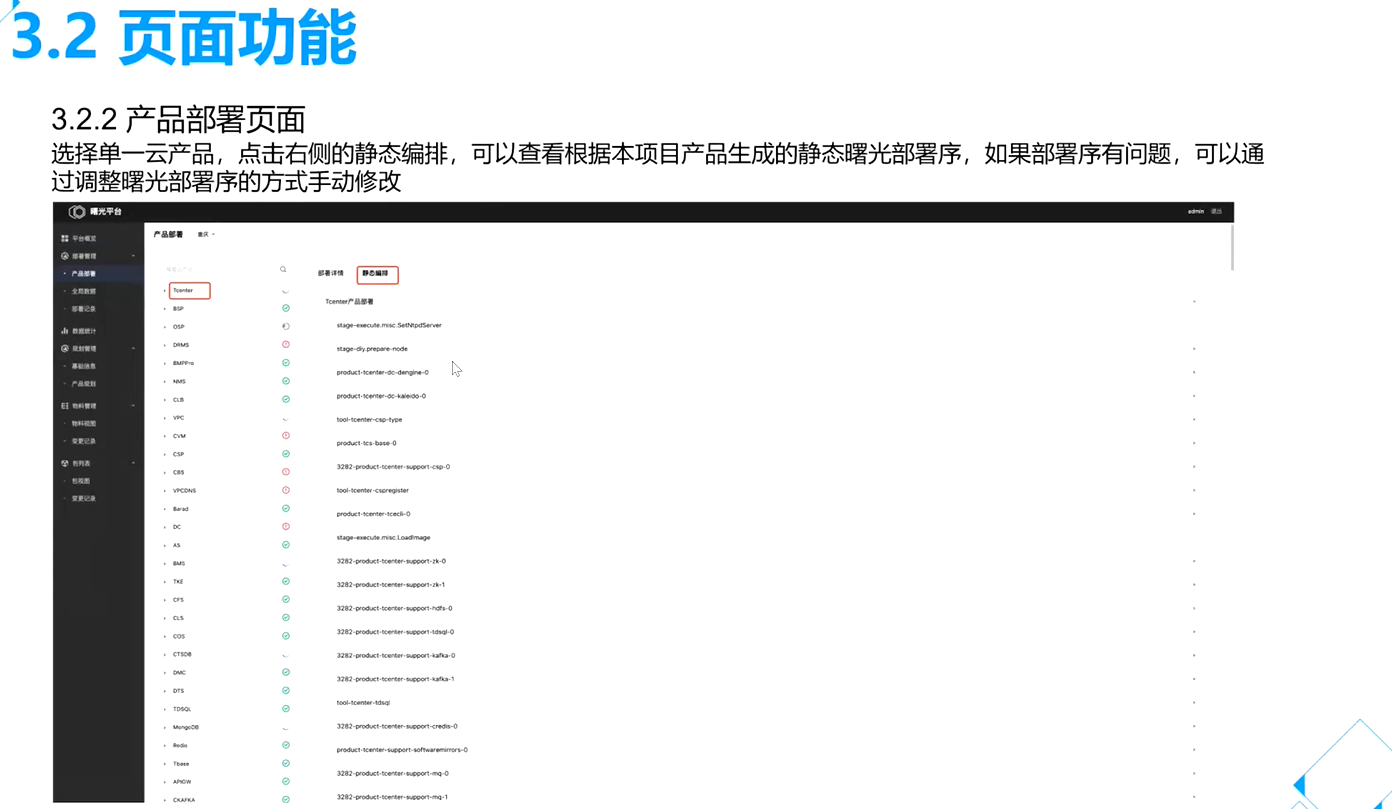 3.2 页面功能
3.2.2 产品部署页面
选择单一云产品，点击右侧的静态编排，可以查看根据本项目产品生成的静态曙光部署序，如果部署序有问题，可以通
过调整曙光部署序的方式手动修改
曙光平台
admin 退出
平台概览
部署管理
产品部署
全局数据
部署记录
数据统计
规划管理
基础信息
产品规划
物料管理
物料视图
变更记录
包列表
包视图
变更记录
产品部署 重庆
Tcenter
BSP
OSP
DRMS
BMPPro
NMS
CLB
VPC
CVM
CSP
CBS
VPCDNS
Barad
DC
AS
BMS
TKE
CFS
CLS
COS
CTSDB
DMC
DTS
TDSQL
MongoDB
Redis
Tbase
APIGW
CKAFKA
部署详情 静态编排
Tcenter产品部署
stage-execute.misc.SetNtpdServer
stage-diy.prepare-node
product-tcenter-dc-dengine-0
product-tcenter-dc-kaleido-0
tool-tcenter-csp-type
product-tcs-base-0
3282-product-tcenter-support-csp-0
tool-tcenter-cspregister
product-tcenter-tcecli-0
stage-execute.misc.LoadImage
3282-product-tcenter-support-zk-0
3282-product-tcenter-support-zk-1
3282-product-tcenter-support-hdfs-0
3282-product-tcenter-support-tdsql-0
3282-product-tcenter-support-kafka-0
3282-product-tcenter-support-kafka-1
tool-tcenter-tdsql
3282-product-tcenter-support-credis-0
product-tcenter-support-softwaremirrors-0
3282-product-tcenter-support-mq-0
3282-product-tcenter-support-mq-1